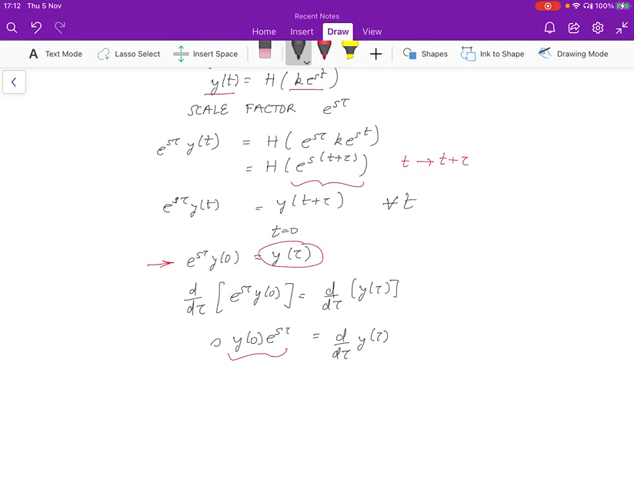 17:12 Thu 5 Nov
100%
Recent Notes
Home Insert Draw View
Text Mode Lasso Select Insert Space Shapes Ink to Shape Drawing Mode
y(t) = H ( k e^st )
SCALE FACTOR e^sτ
e^sτ y(t) = H ( e^sτ k e^st )
= H ( e^s(t+τ) ) t → t+τ
e^sτ y(t) = y(t+τ) ∀ t
t=0
→ e^sτ y(0) = y(τ)
d/dτ [ e^sτ y(0) ] = d/dτ [ y(τ) ]
s y(0) e^sτ = d/dτ y(τ)